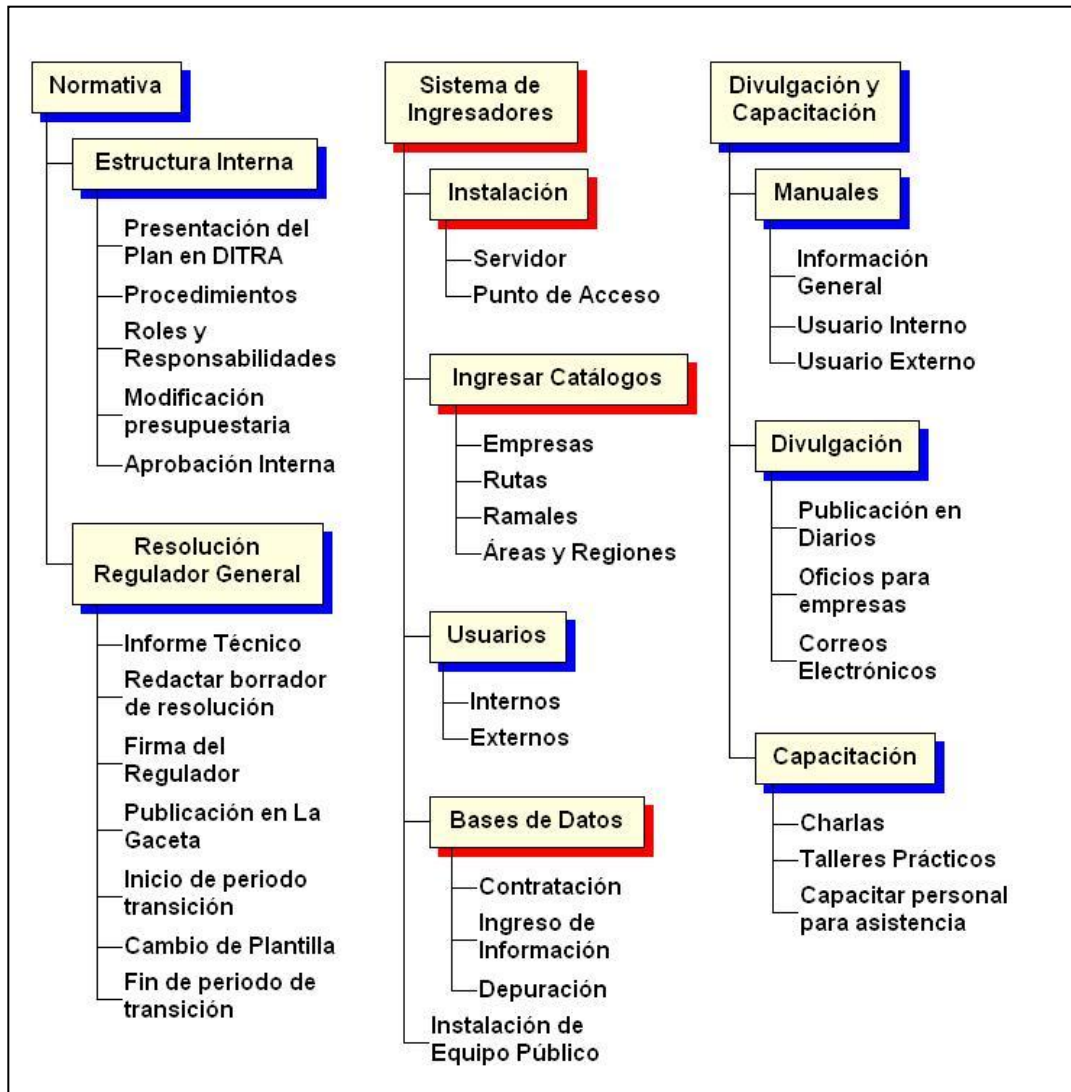 Normativa
Estructura Interna
Presentación del
Plan en DITRA
Procedimientos
Roles y
Responsabilidades
Modificación
presupuestaria
Aprobación Interna
Resolución
Regulador General
Informe Técnico
Redactar borrador
de resolución
Firma del
Regulador
Publicación en La
Gaceta
Inicio de periodo
transición
Cambio de Plantilla
Fin de periodo de
transición
Sistema de
Ingresadores
Instalación
Servidor
Punto de Acceso
Ingresar Catálogos
Empresas
Rutas
Ramales
Áreas y Regiones
Usuarios
Internos
Externos
Bases de Datos
Contratación
Ingreso de
Información
Depuración
Instalación de
Equipo Público
Divulgación y
Capacitación
Manuales
Información
General
Usuario Interno
Usuario Externo
Divulgación
Publicación en
Diarios
Oficios para
empresas
Correos
Electrónicos
Capacitación
Charlas
Talleres Prácticos
Capacitar personal
para asistencia